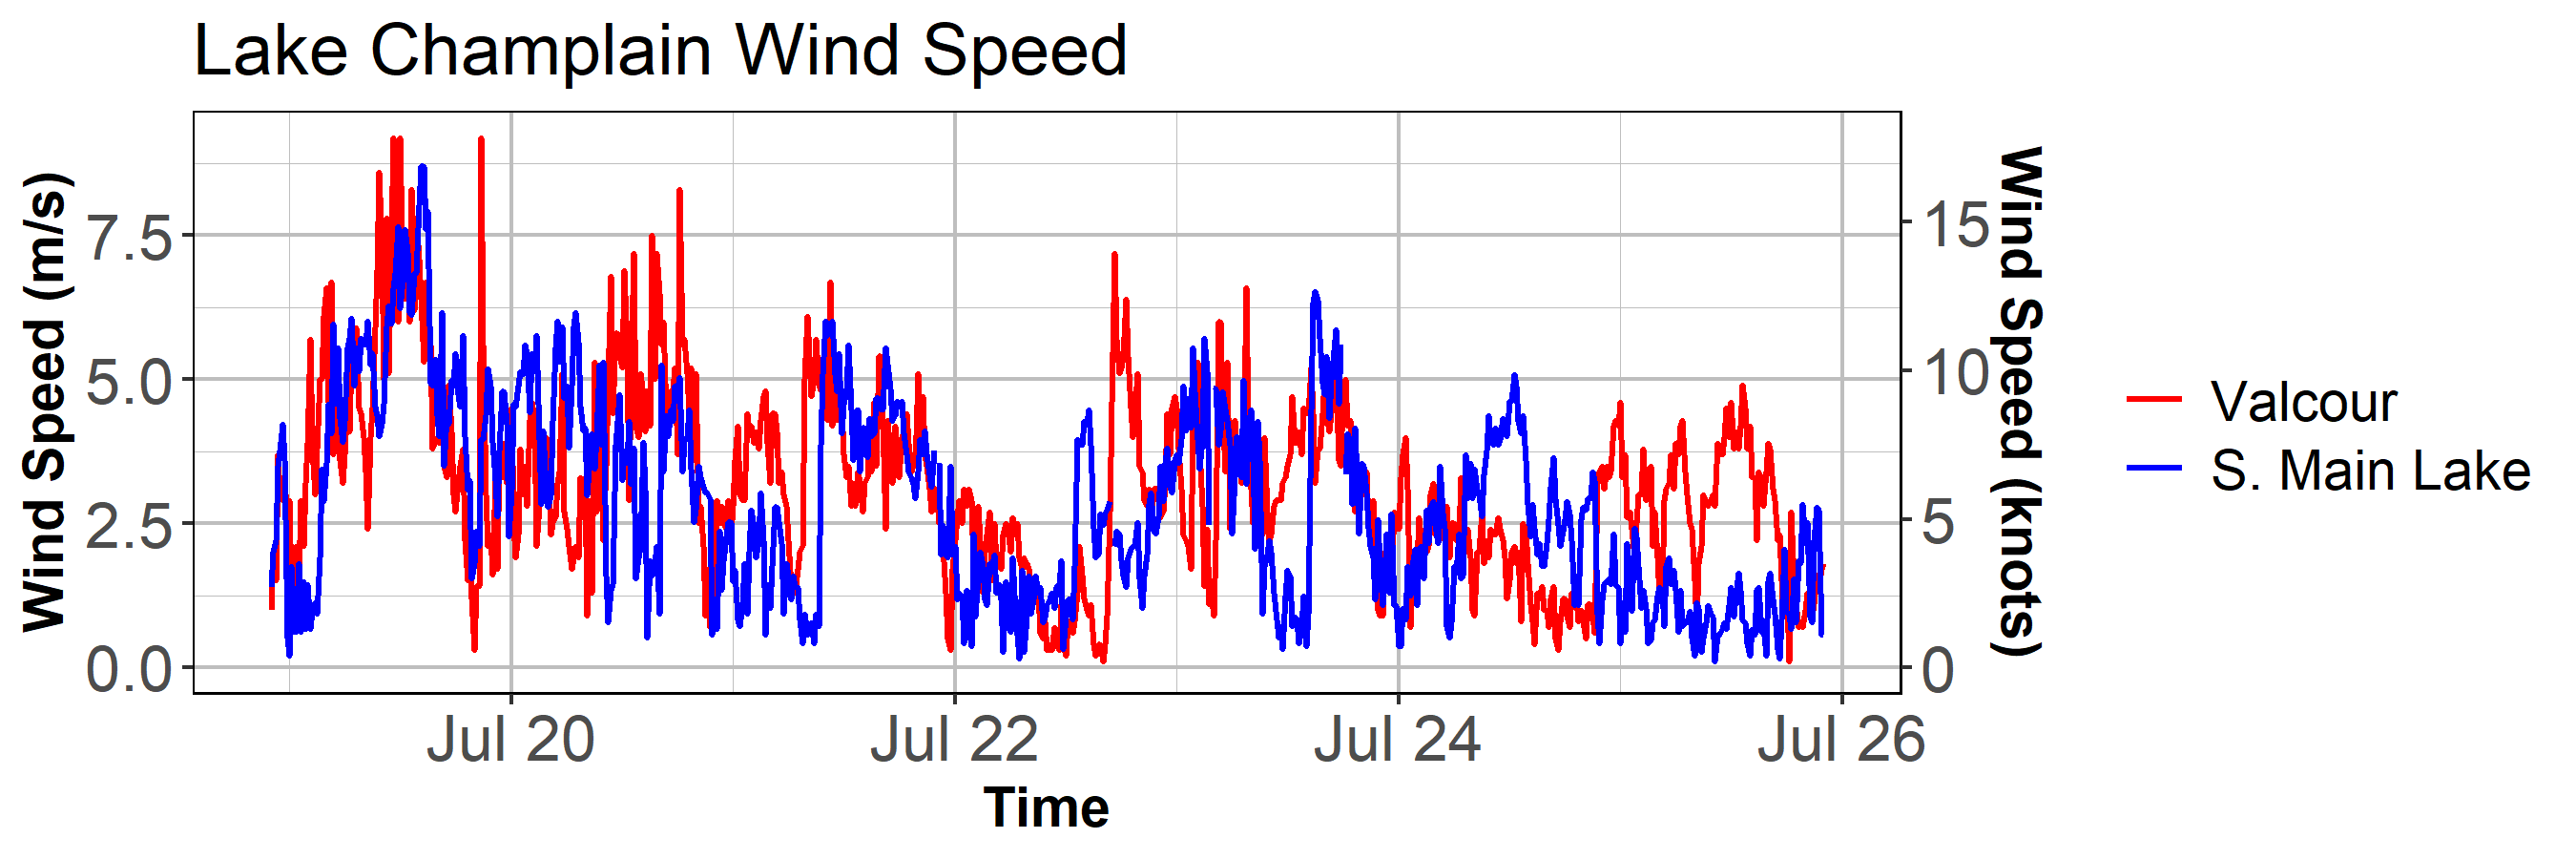 Lake Champlain Wind Speed
Wind Speed (m/s)
7.5
5.0
2.5
0.0
Wind Speed (knots)
15
10
5
0
Jul 20
Jul 22
Jul 24
Jul 26
Time
Valcour
S. Main Lake